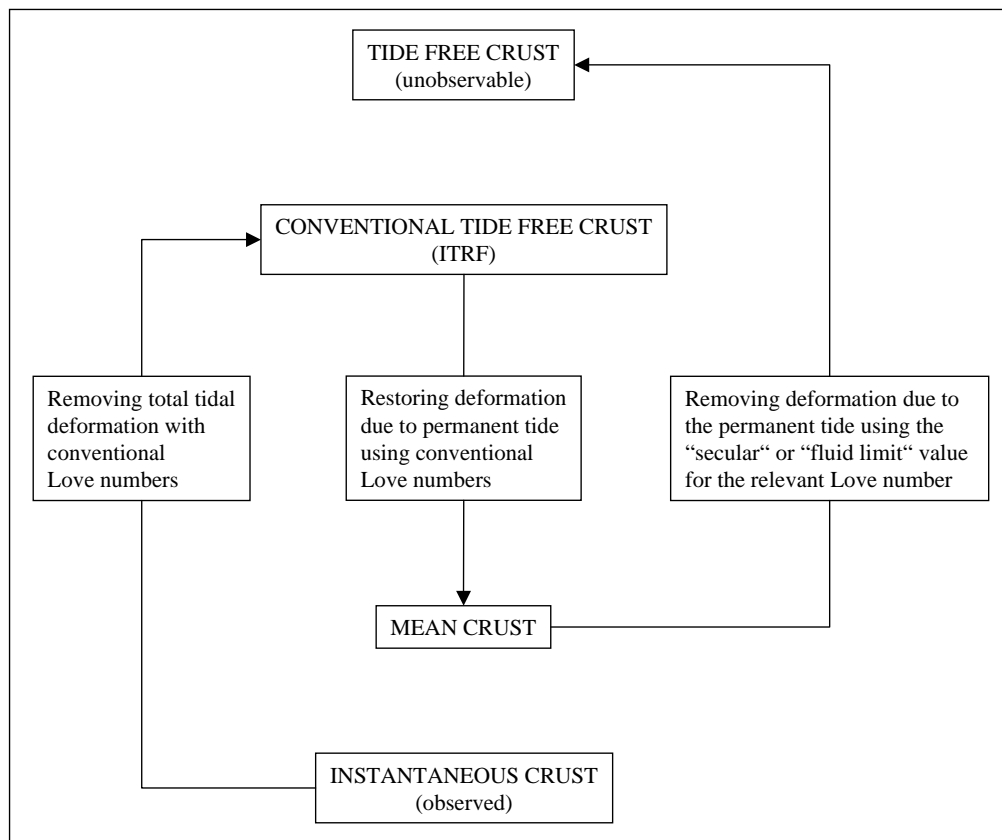 TIDE FREE CRUST
(unobservable)
CONVENTIONAL TIDE FREE CRUST
(ITRF)
Removing total tidal
deformation with
conventional
Love numbers
Restoring deformation
due to permanent tide
using conventional
Love numbers
Removing deformation due to
the permanent tide using the
“secular“ or “fluid limit“ value
for the relevant Love number
MEAN CRUST
INSTANTANEOUS CRUST
(observed)